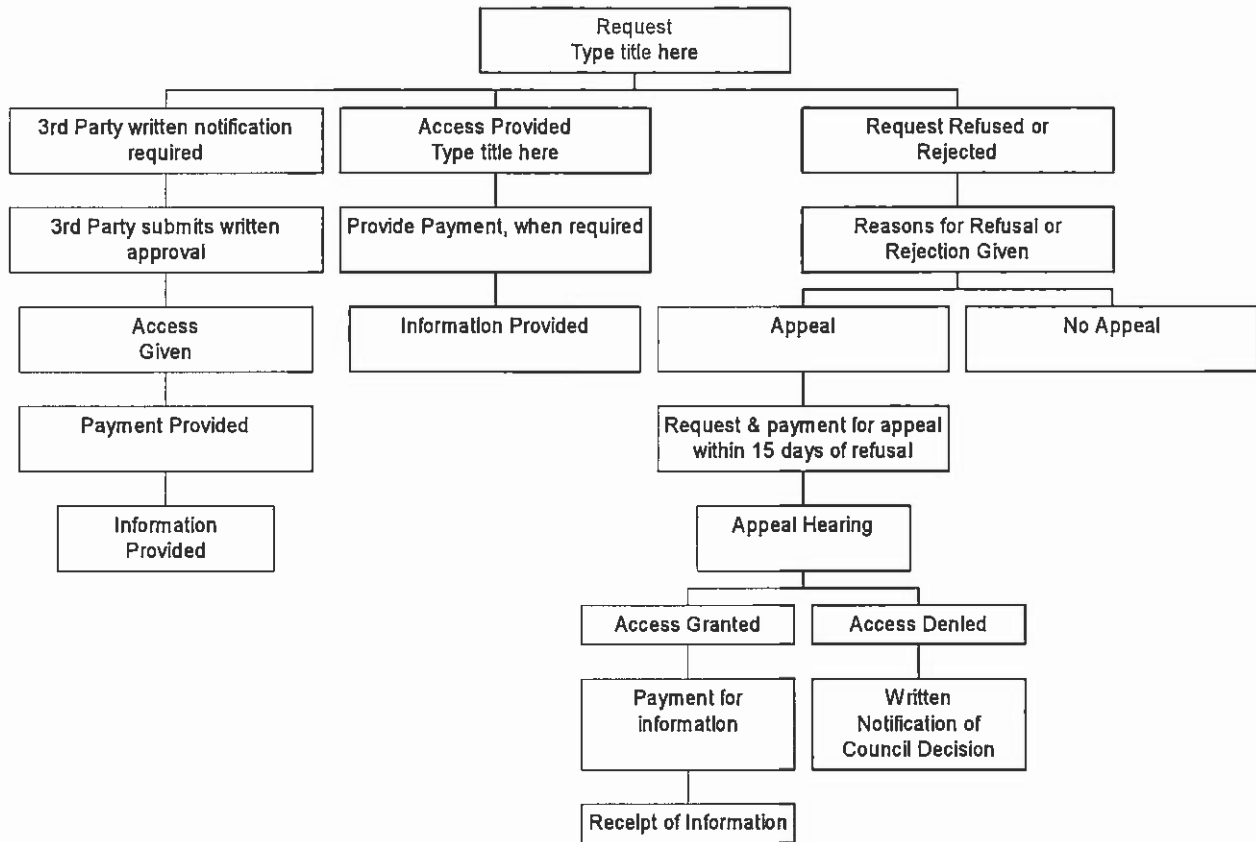 Request
Type title here
3rd Party written notification
required
Access Provided
Type title here
Request Refused or
Rejected
3rd Party submits written
approval
Provide Payment, when required
Reasons for Refusal or
Rejection Given
Access
Given
Information Provided
Appeal
No Appeal
Payment Provided
Request & payment for appeal
within 15 days of refusal
Information
Provided
Appeal Hearing
Access Granted
Access Denied
Payment for
information
Written
Notification of
Council Decision
Receipt of Information